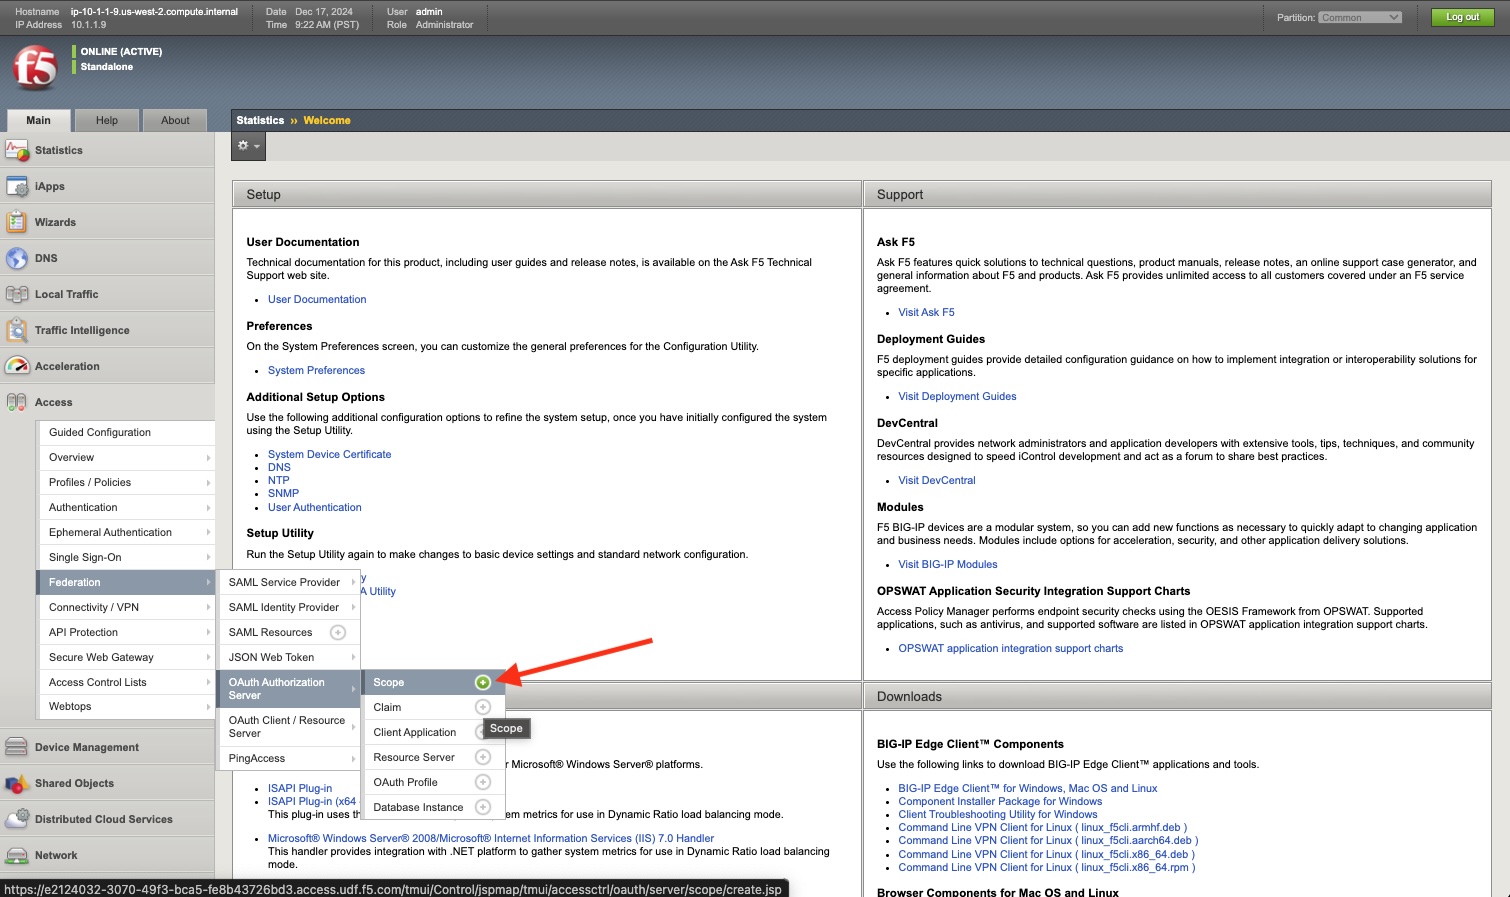 Hostname ip-10-1-1-9.us-west-2.compute.internal
IP Address 10.1.1.9
Date Dec 17, 2024
Time 9:22 AM (PST)
User admin
Role Administrator
Partition: Common
Log out
f5
ONLINE (ACTIVE)
Standalone
Main
Help
About
Statistics
iApps
Wizards
DNS
Local Traffic
Traffic Intelligence
Acceleration
Access
Guided Configuration
Overview
Profiles / Policies
Authentication
Ephemeral Authentication
Single Sign-On
Federation
Connectivity / VPN
API Protection
Secure Web Gateway
Access Control Lists
Webtops
Device Management
Shared Objects
Distributed Cloud Services
Network
SAML Service Provider
SAML Identity Provider
SAML Resources
JSON Web Token
OAuth Authorization
Server
OAuth Client / Resource
Server
PingAccess
Scope
Claim
Client Application
Resource Server
OAuth Profile
Database Instance
Scope
Statistics ›› Welcome
Setup
User Documentation
Technical documentation for this product, including user guides and release notes, is available on the Ask F5 Technical
Support web site.
• User Documentation
Preferences
On the System Preferences screen, you can customize the general preferences for the Configuration Utility.
• System Preferences
Additional Setup Options
Use the following additional configuration options to refine the system setup, once you have initially configured the system
using the Setup Utility.
• System Device Certificate
• DNS
• NTP
• SNMP
• User Authentication
Setup Utility
Run the Setup Utility again to make changes to basic device settings and standard network configuration.
y
A Utility
r Microsoft® Windows Server® platforms.
• ISAPI Plug-in
• ISAPI Plug-in (x64
This plug-in uses th
em metrics for use in Dynamic Ratio load balancing mode.
• Microsoft® Windows Server® 2008/Microsoft® Internet Information Services (IIS) 7.0 Handler
This handler provides integration with .NET platform to gather system metrics for use in Dynamic Ratio load balancing
mode.
Support
Ask F5
Ask F5 features quick solutions to technical questions, product manuals, release notes, an online support case generator, and
general information about F5 and products. Ask F5 provides unlimited access to all customers covered under an F5 service
agreement.
• Visit Ask F5
Deployment Guides
F5 deployment guides provide detailed configuration guidance on how to implement integration or interoperability solutions for
specific applications.
• Visit Deployment Guides
DevCentral
DevCentral provides network administrators and application developers with extensive tools, tips, techniques, and community
resources designed to speed iControl development and act as a forum to share best practices.
• Visit DevCentral
Modules
F5 BIG-IP devices are a modular system, so you can add new functions as necessary to quickly adapt to changing application
and business needs. Modules include options for acceleration, security, and other application delivery solutions.
• Visit BIG-IP Modules
OPSWAT Application Security Integration Support Charts
Access Policy Manager performs endpoint security checks using the OESIS Framework from OPSWAT. Supported
applications, such as antivirus, and supported software are listed in OPSWAT application integration support charts.
• OPSWAT application integration support charts
Downloads
BIG-IP Edge Client™ Components
Use the following links to download BIG-IP Edge Client™ applications and tools.
• BIG-IP Edge Client™ for Windows, Mac OS and Linux
• Component Installer Package for Windows
• Client Troubleshooting Utility for Windows
• Command Line VPN Client for Linux ( linux_f5cli.armhf.deb )
• Command Line VPN Client for Linux ( linux_f5cli.aarch64.deb )
• Command Line VPN Client for Linux ( linux_f5cli.x86_64.deb )
• Command Line VPN Client for Linux ( linux_f5cli.x86_64.rpm )
Browser Components for Mac OS and Linux
https://e2124032-3070-49f3-bca5-fe8b43726bd3.access.udf.f5.com/tmui/Control/jspmap/tmui/accessctrl/oauth/server/scope/create.jsp